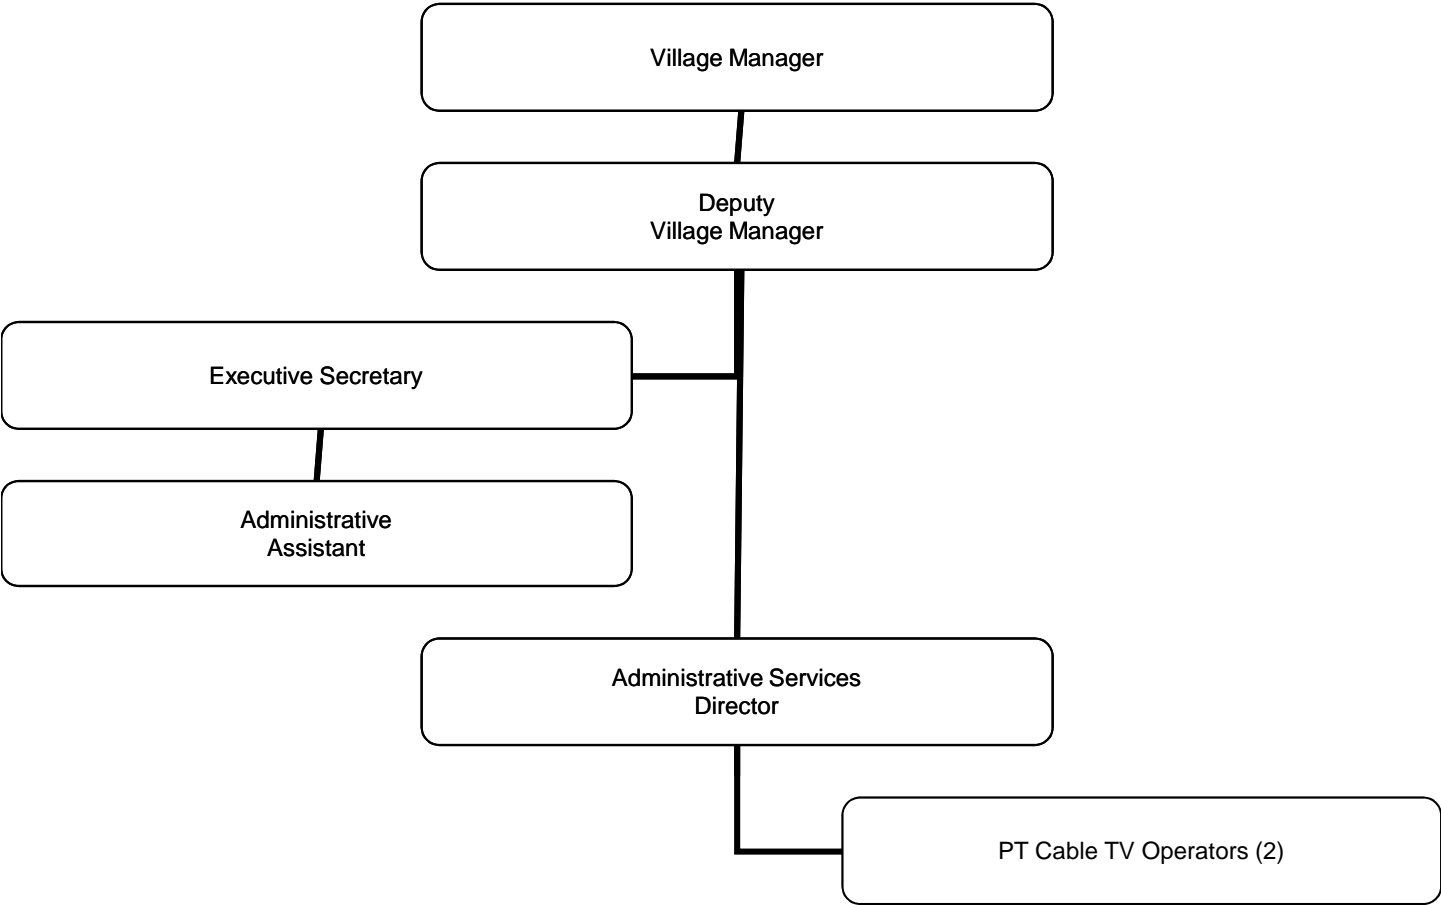 Village Manager
Deputy
Village Manager
Executive Secretary
Administrative
Assistant
Administrative Services
Director
PT Cable TV Operators (2)